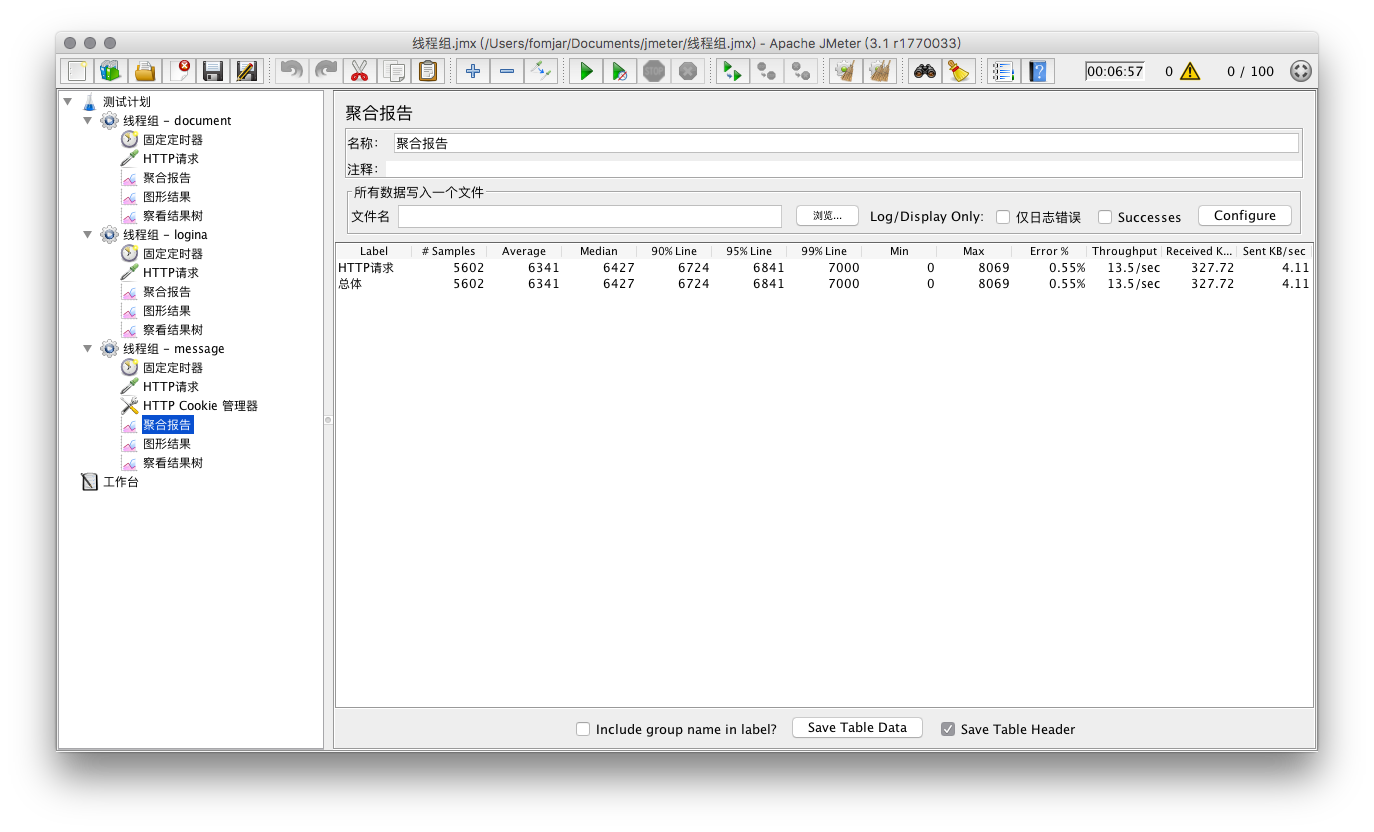 线程组.jmx (/Users/fomjar/Documents/jmeter/线程组.jmx) - Apache JMeter (3.1 r1770033)
STOP
00:06:57 0 0 / 100
测试计划
线程组 - document
固定定时器
HTTP请求
聚合报告
图形结果
察看结果树
线程组 - logina
固定定时器
HTTP请求
聚合报告
图形结果
察看结果树
线程组 - message
固定定时器
HTTP请求
HTTP Cookie 管理器
聚合报告
图形结果
察看结果树
工作台
聚合报告
名称： 聚合报告
注释：
所有数据写入一个文件
文件名 浏览... Log/Display Only: 仅日志错误 Successes Configure
Label # Samples Average Median 90% Line 95% Line 99% Line Min Max Error % Throughput Received K... Sent KB/sec
HTTP请求 5602 6341 6427 6724 6841 7000 0 8069 0.55% 13.5/sec 327.72 4.11
总体 5602 6341 6427 6724 6841 7000 0 8069 0.55% 13.5/sec 327.72 4.11
Include group name in label? Save Table Data Save Table Header